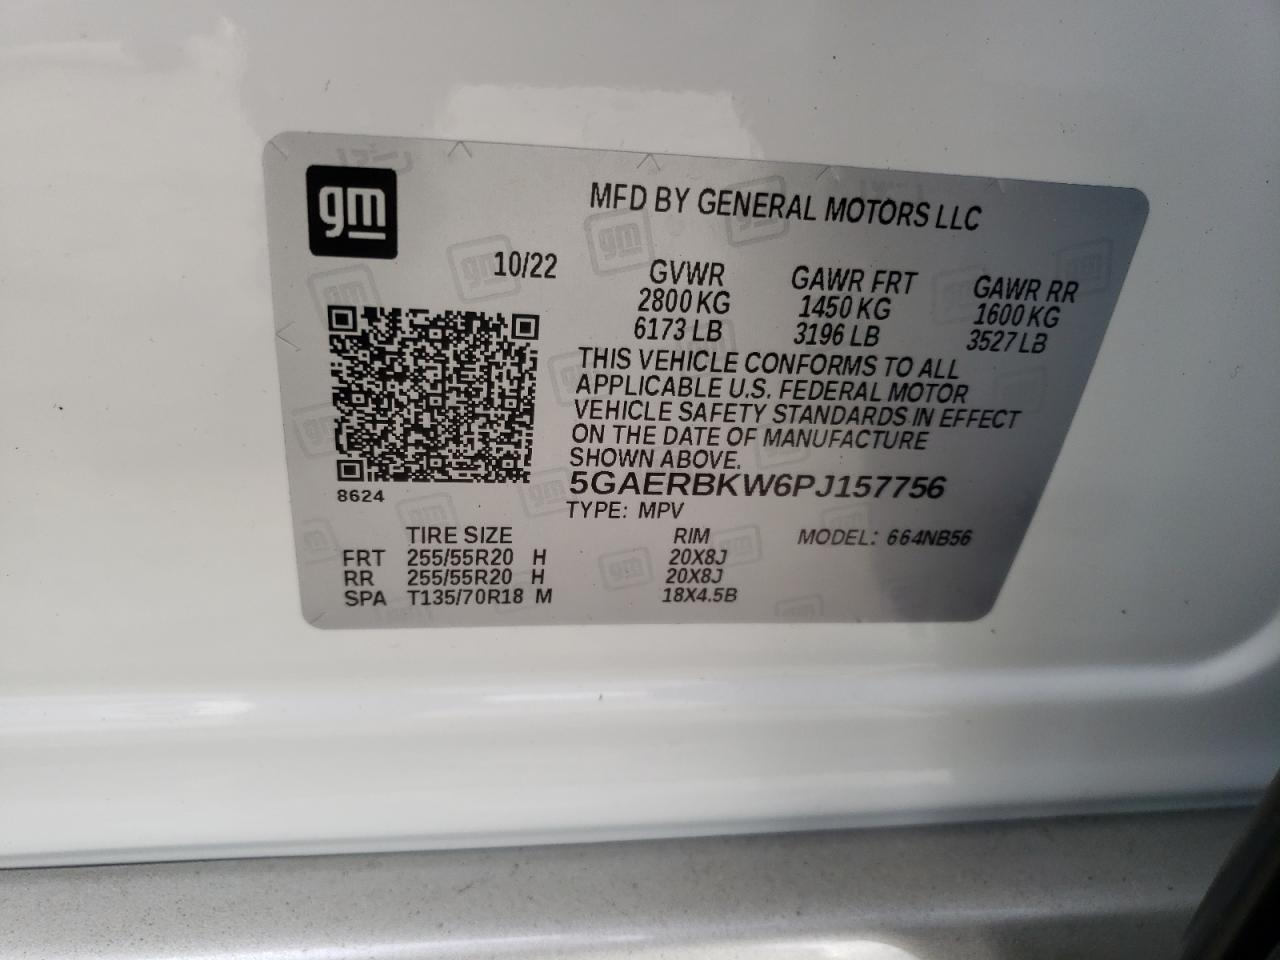 gm
MFD BY GENERAL MOTORS LLC
10/22
GVWR GAWR FRT GAWR RR
2800 KG 1450 KG 1600 KG
6173 LB 3196 LB 3527 LB
THIS VEHICLE CONFORMS TO ALL
APPLICABLE U.S. FEDERAL MOTOR
VEHICLE SAFETY STANDARDS IN EFFECT
ON THE DATE OF MANUFACTURE
SHOWN ABOVE.
8624
5GAERBKW6PJ157756
TYPE: MPV
TIRE SIZE RIM MODEL: 664NB56
FRT 255/55R20 H 20X8J
RR 255/55R20 H 20X8J
SPA T135/70R18 M 18X4.5B